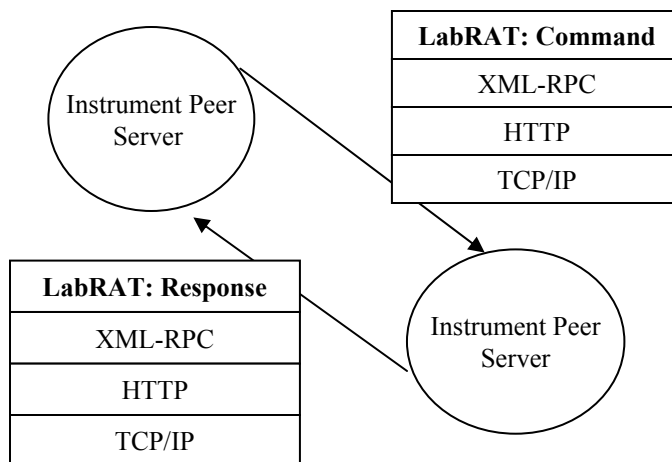 Instrument Peer
Server
LabRAT: Command
XML-RPC
HTTP
TCP/IP
LabRAT: Response
XML-RPC
HTTP
TCP/IP
Instrument Peer
Server